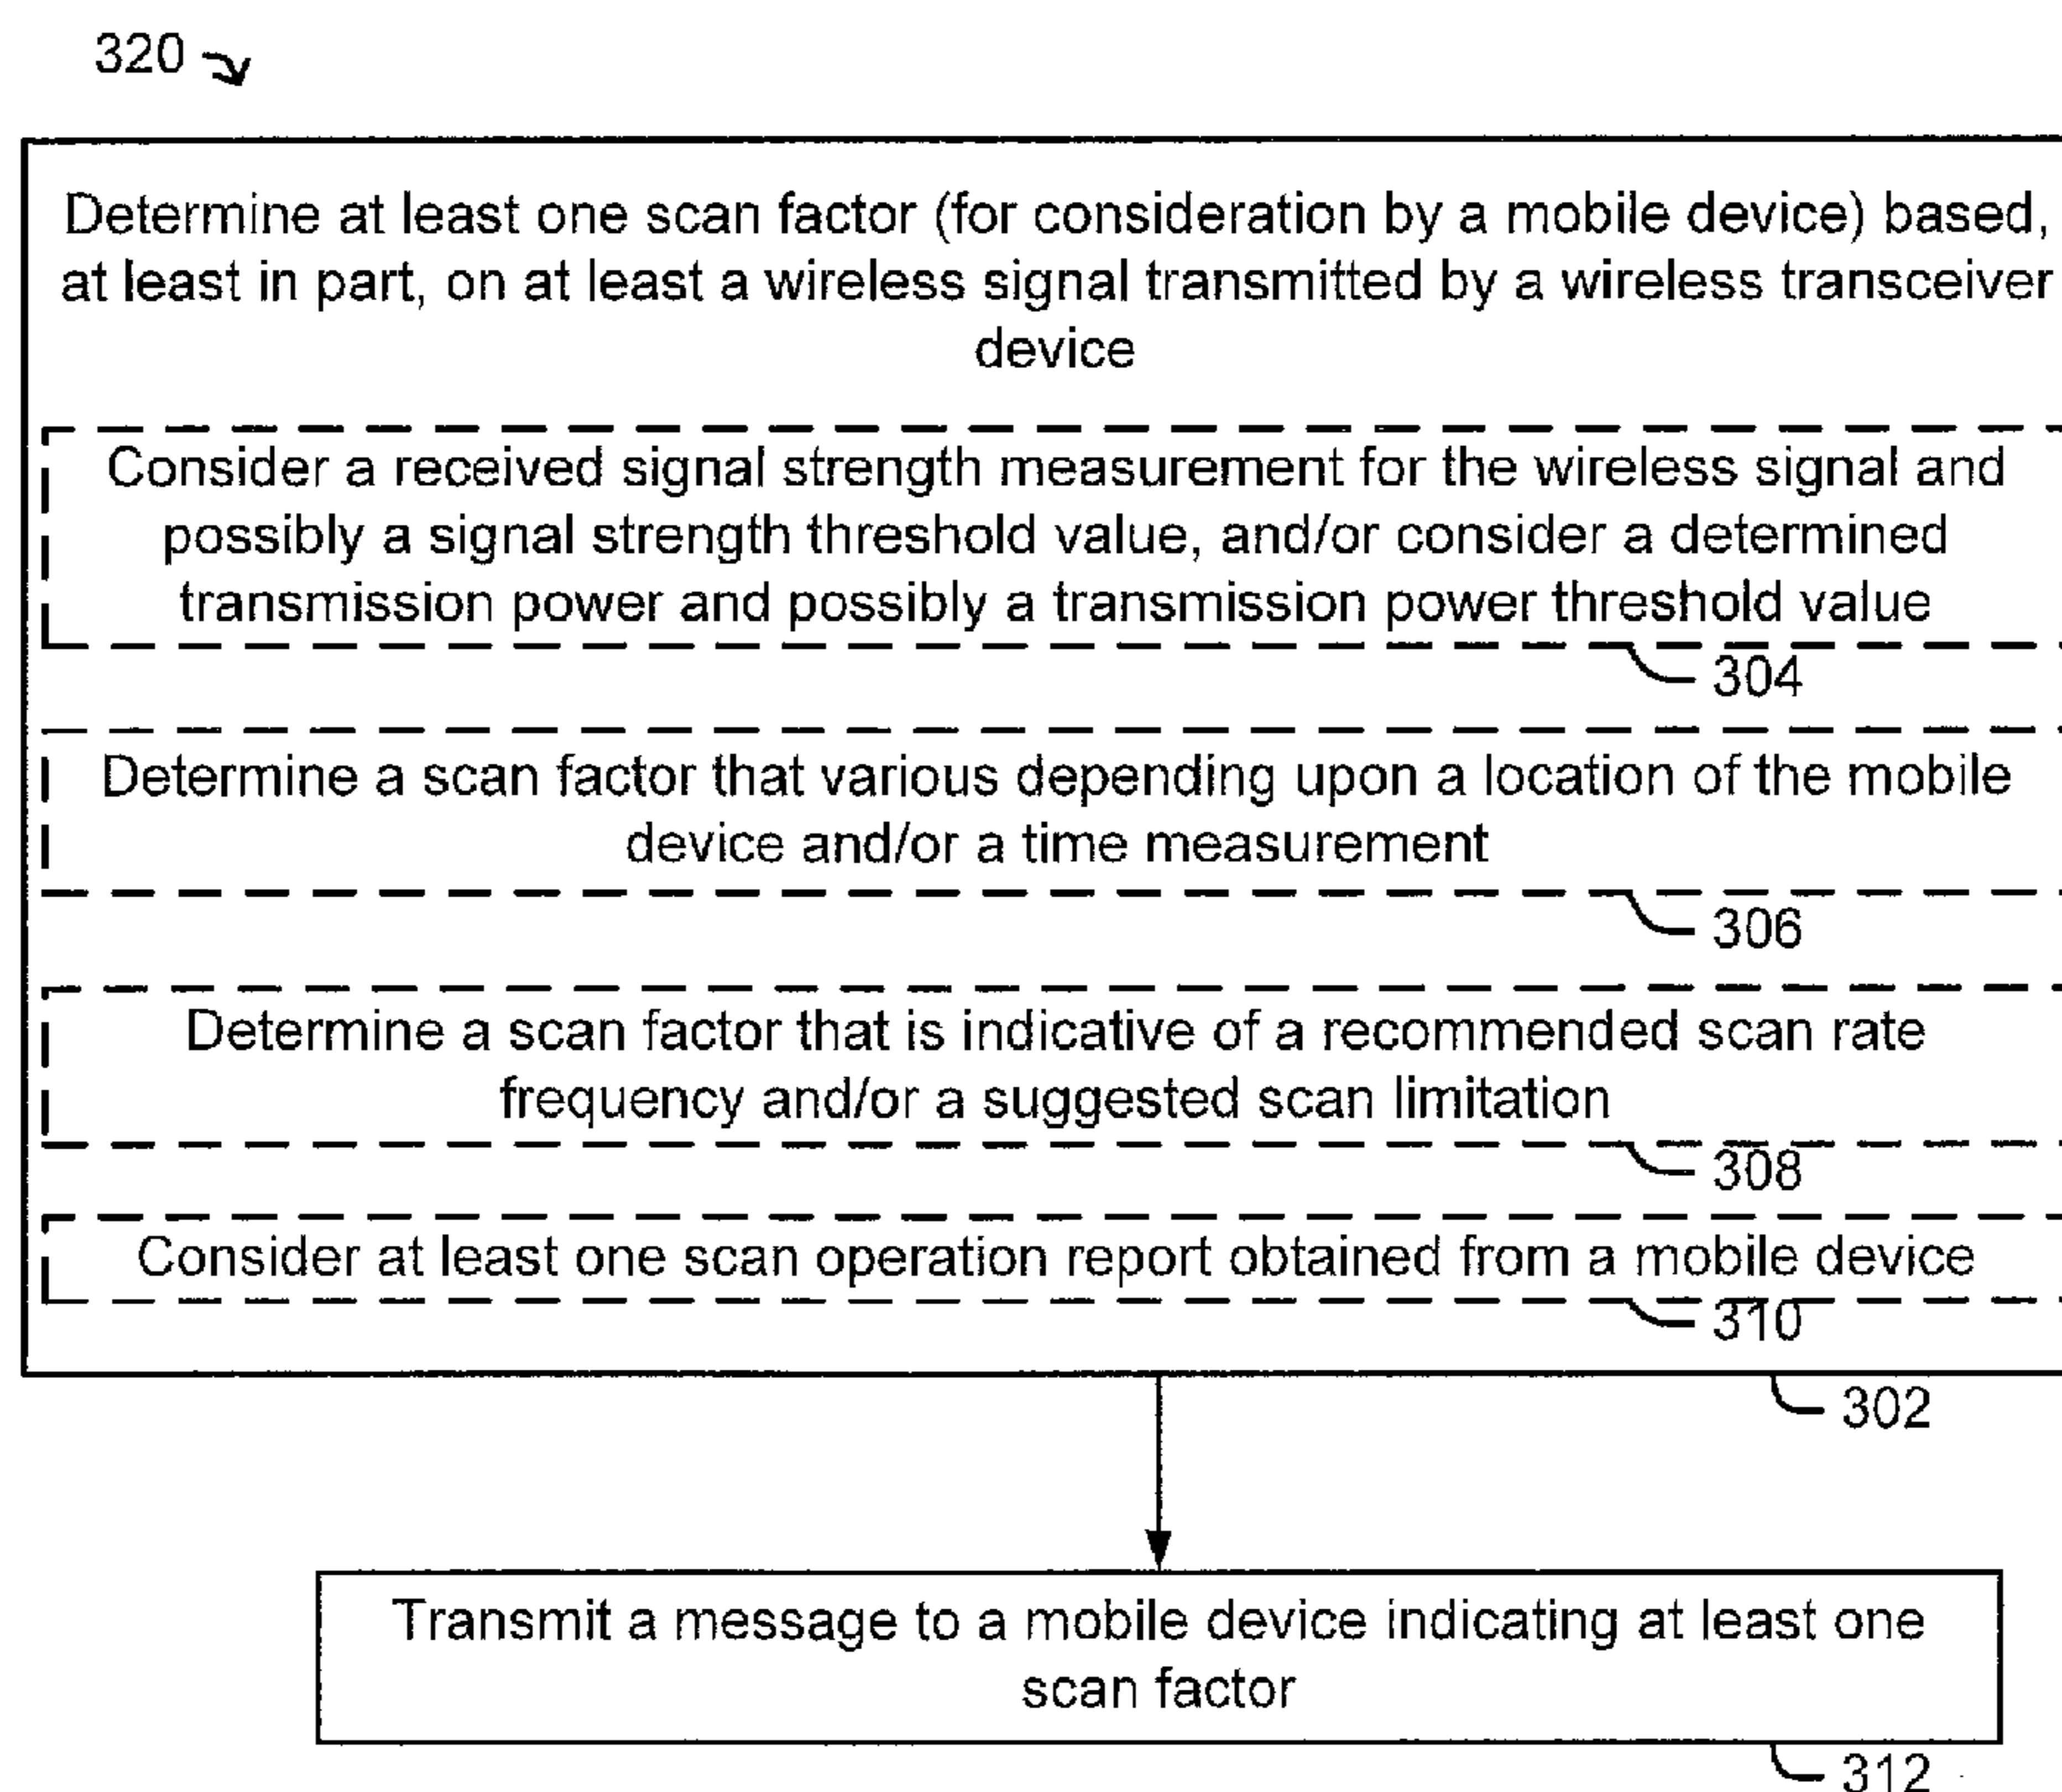 320
Determine at least one scan factor (for consideration by a mobile device) based,
at least in part, on at least a wireless signal transmitted by a wireless transceiver
device
Consider a received signal strength measurement for the wireless signal and
possibly a signal strength threshold value, and/or consider a determined
transmission power and possibly a transmission power threshold value
304
Determine a scan factor that various depending upon a location of the mobile
device and/or a time measurement
306
Determine a scan factor that is indicative of a recommended scan rate
frequency and/or a suggested scan limitation
308
Consider at least one scan operation report obtained from a mobile device
310
302
Transmit a message to a mobile device indicating at least one
scan factor
312